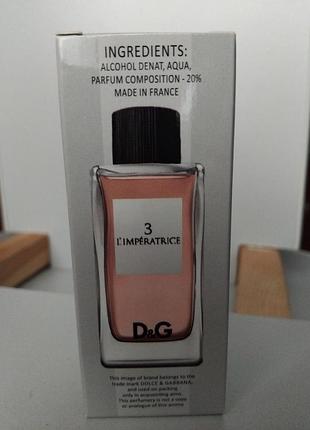 INGREDIENTS:
ALCOHOL DENAT, AQUA,
PARFUM COMPOSITION - 20%
MADE IN FRANCE
3
L'IMPÉRATRICE
D&G
This image of brand belongs to the
trade mark DOLCE & GABBANA,
and used on packing
only in acquainting aims.
This perfumery is not a copy
or analogue of this aroma